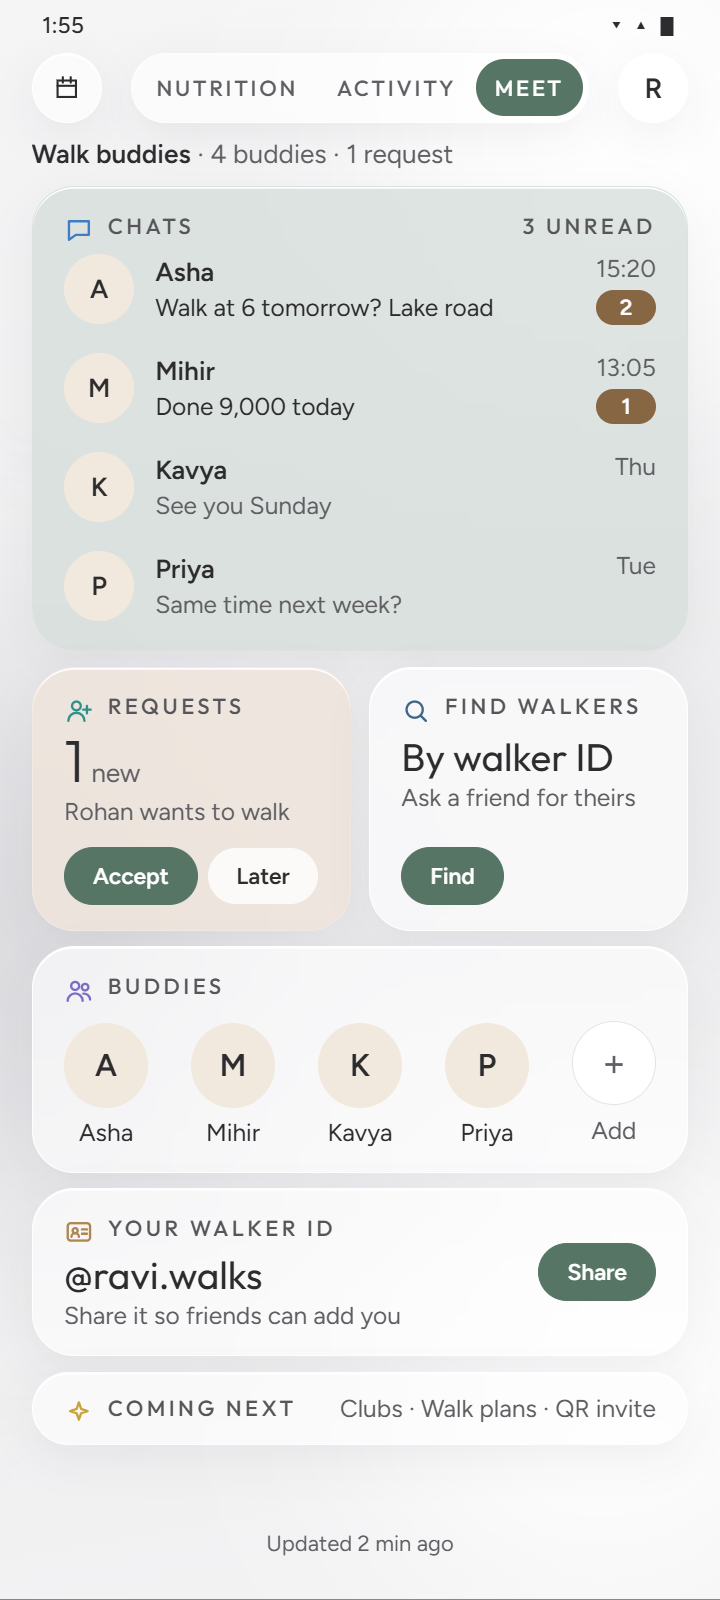 1:55
NUTRITION ACTIVITY MEET R
Walk buddies · 4 buddies · 1 request
CHATS 3 UNREAD
A Asha 15:20
Walk at 6 tomorrow? Lake road 2
M Mihir 13:05
Done 9,000 today 1
K Kavya Thu
See you Sunday
P Priya Tue
Same time next week?
REQUESTS
1 new
Rohan wants to walk
Accept Later
FIND WALKERS
By walker ID
Ask a friend for theirs
Find
BUDDIES
A M K P +
Asha Mihir Kavya Priya Add
YOUR WALKER ID
@ravi.walks
Share it so friends can add you
Share
COMING NEXT Clubs · Walk plans · QR invite
Updated 2 min ago